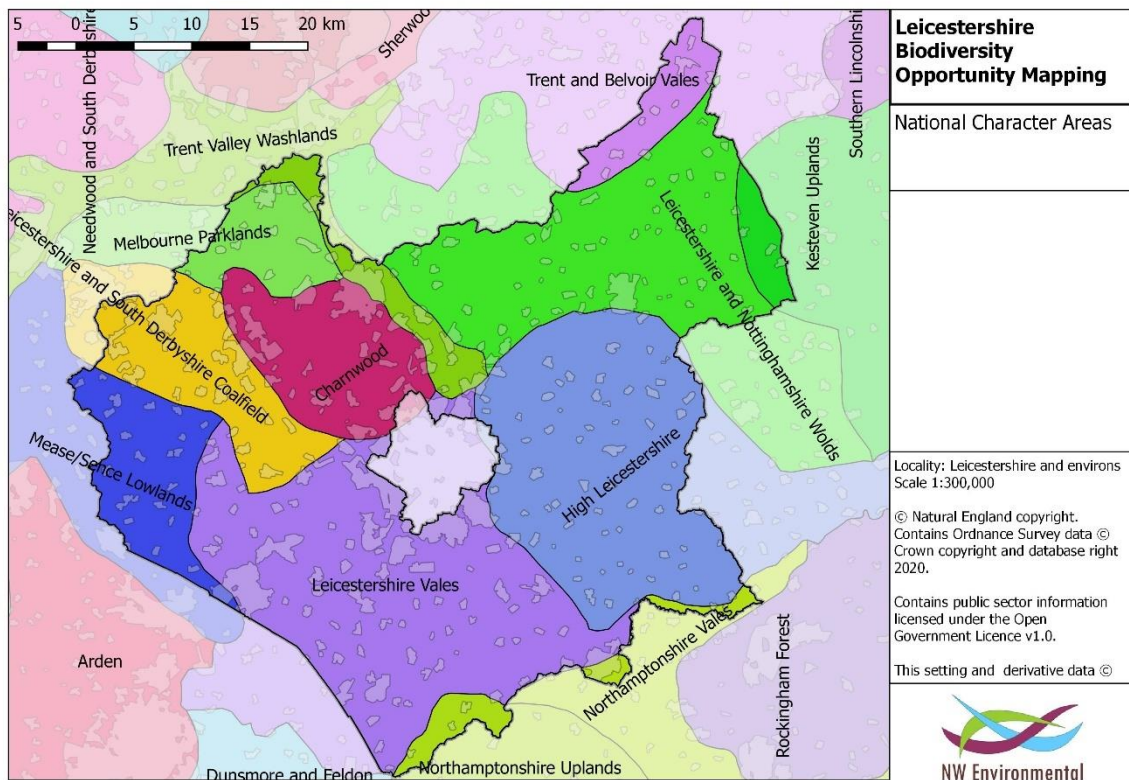 5 0 5 10 15 20 km
Sherwoo
Needwood and South Derbyshire
Trent and Belvoir Vales
Southern Lincolnshi
Trent Valley Washlands
Kesteven Uplands
Melbourne Parklands
eicestershire and South Derbyshire Coalfield
Leicestershire and Nottinghamshire Wolds
Charnwood
Mease/Sence Lowlands
High Leicestershire
Leicestershire Vales
Arden
Northamptonshire Vales
Rockingham Forest
Dunsmore and Feldon
Northamptonshire Uplands
Leicestershire
Biodiversity
Opportunity Mapping
National Character Areas
Locality: Leicestershire and environs
Scale 1:300,000
© Natural England copyright.
Contains Ordnance Survey data ©
Crown copyright and database right
2020.
Contains public sector information
licensed under the Open
Government Licence v1.0.
This setting and derivative data ©
NW Environmental